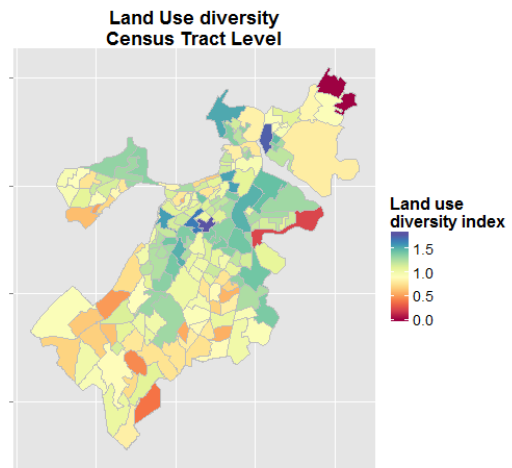 Land Use diversity
Census Tract Level
Land use
diversity index
1.5
1.0
0.5
0.0